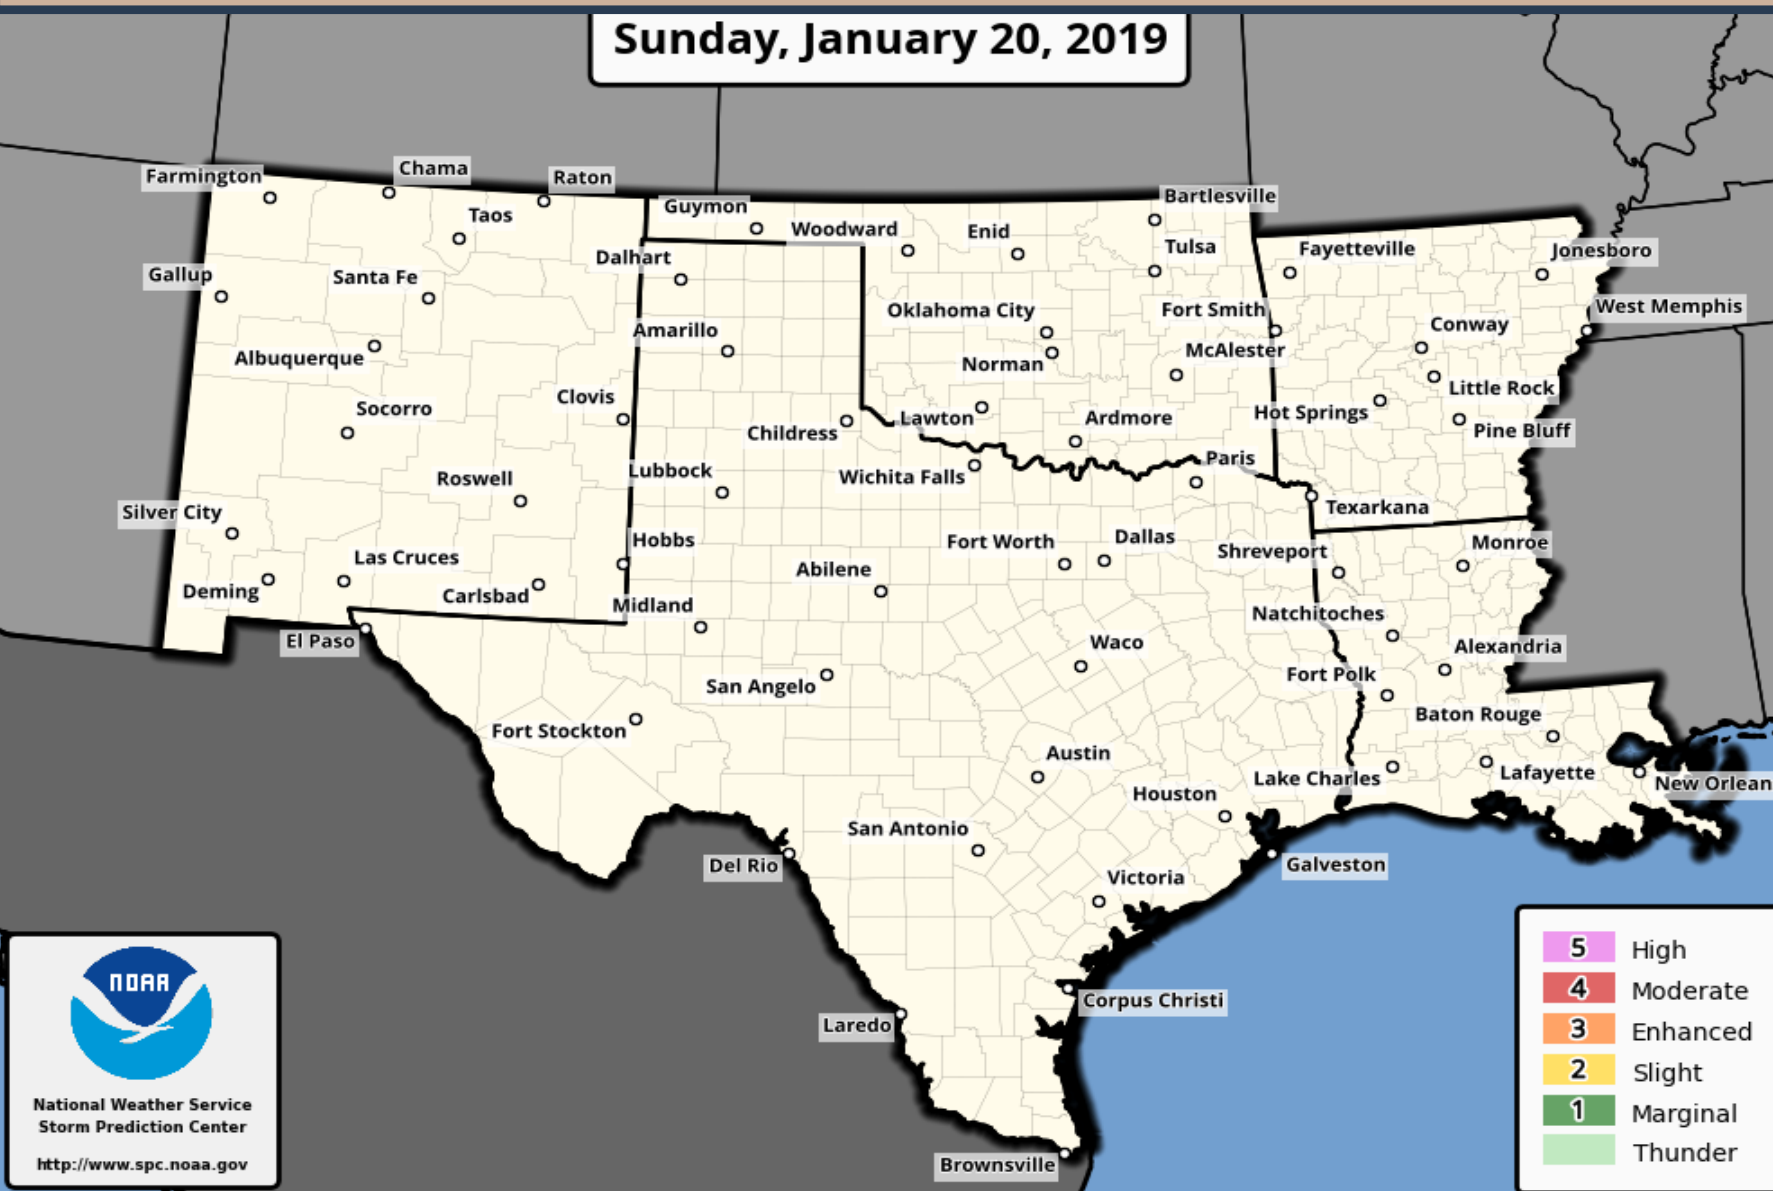 Sunday, January 20, 2019
Farmington
Chama
Raton
Taos
Guymon
Woodward
Enid
Bartlesville
Tulsa
Fayetteville
Jonesboro
Gallup
Santa Fe
Dalhart
Oklahoma City
Fort Smith
West Memphis
Amarillo
Conway
Albuquerque
Norman
McAlester
Little Rock
Socorro
Clovis
Childress
Lawton
Ardmore
Hot Springs
Pine Bluff
Roswell
Lubbock
Wichita Falls
Paris
Silver City
Texarkana
Las Cruces
Hobbs
Fort Worth
Dallas
Shreveport
Monroe
Deming
Carlsbad
Midland
Abilene
Natchitoches
El Paso
Waco
Alexandria
San Angelo
Fort Polk
Fort Stockton
Baton Rouge
Austin
Lake Charles
Lafayette
New Orlean
Houston
San Antonio
Del Rio
Galveston
Victoria
Corpus Christi
Laredo
Brownsville
NOAA
National Weather Service
Storm Prediction Center
http://www.spc.noaa.gov
5 High
4 Moderate
3 Enhanced
2 Slight
1 Marginal
Thunder